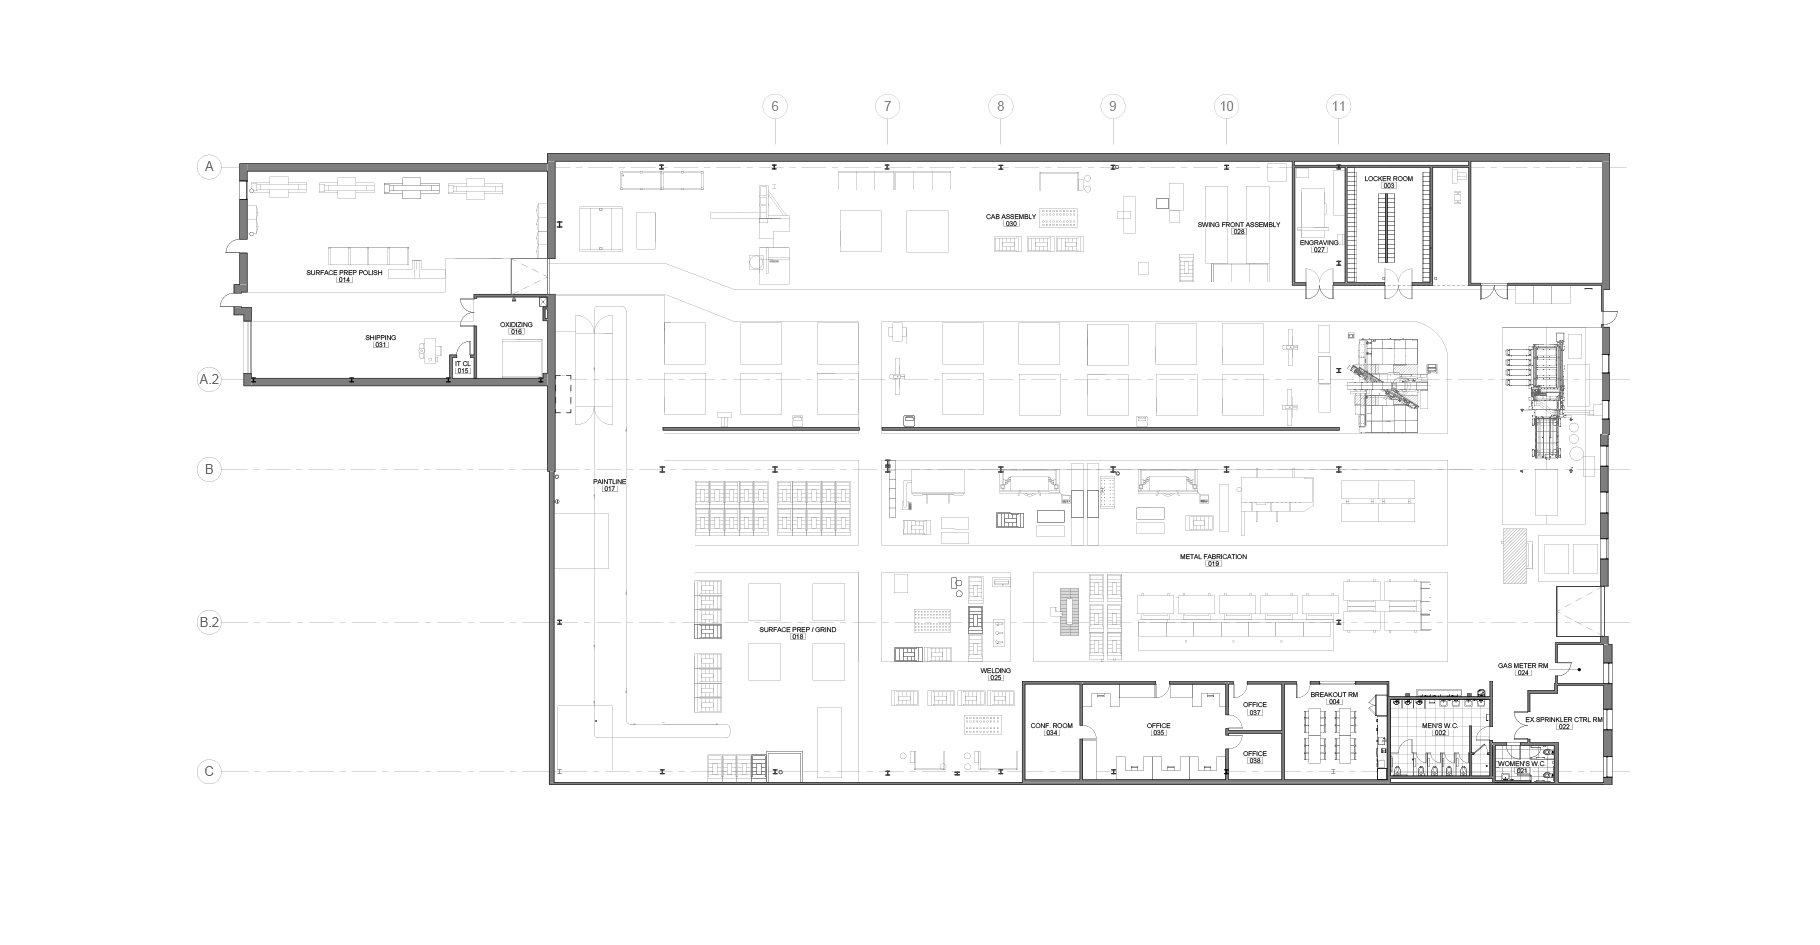 6 7 8 9 10 11
A
LOCKER ROOM
003
CAB ASSEMBLY
030
SWING FRONT ASSEMBLY
028
ENGRAVING
027
SURFACE PREP POLISH
014
OXIDIZING
016
SHIPPING
031
IT CL
015
A.2
B
PAINTLINE
017
METAL FABRICATION
019
B.2
SURFACE PREP / GRIND
018
WELDING
025
GAS METER RM
024
BREAKOUT RM
004
OFFICE
037
CONF. ROOM
034
OFFICE
035
MEN'S W.C.
002
EX.SPRINKLER CTRL RM
022
OFFICE
038
WOMEN'S W.C.
021
C